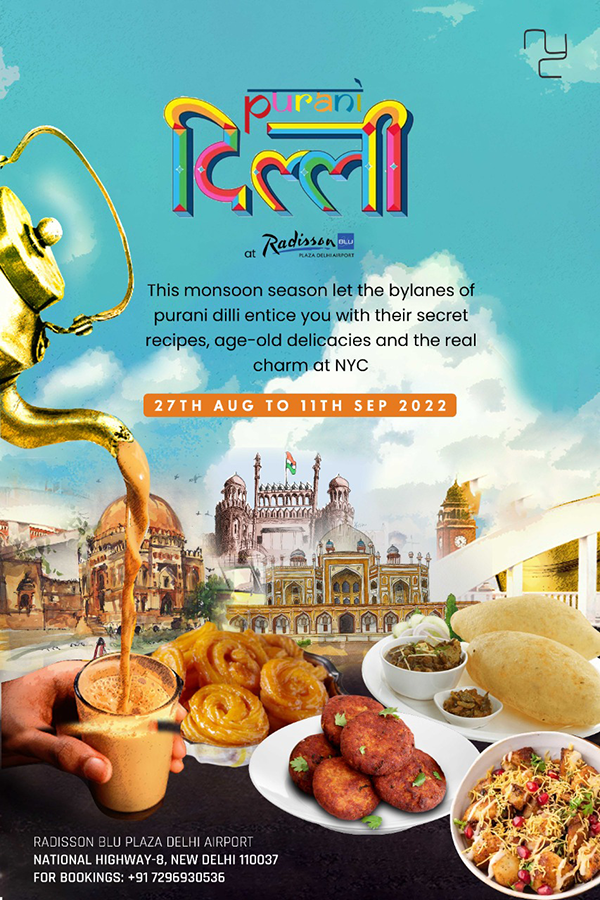 nyc
purani
दिल्ली
at Radisson BLU
PLAZA DELHI AIRPORT
This monsoon season let the bylanes of
purani dilli entice you with their secret
recipes, age-old delicacies and the real
charm at NYC
27TH AUG TO 11TH SEP 2022
RADISSON BLU PLAZA DELHI AIRPORT
NATIONAL HIGHWAY-8, NEW DELHI 110037
FOR BOOKINGS: +91 7296930536